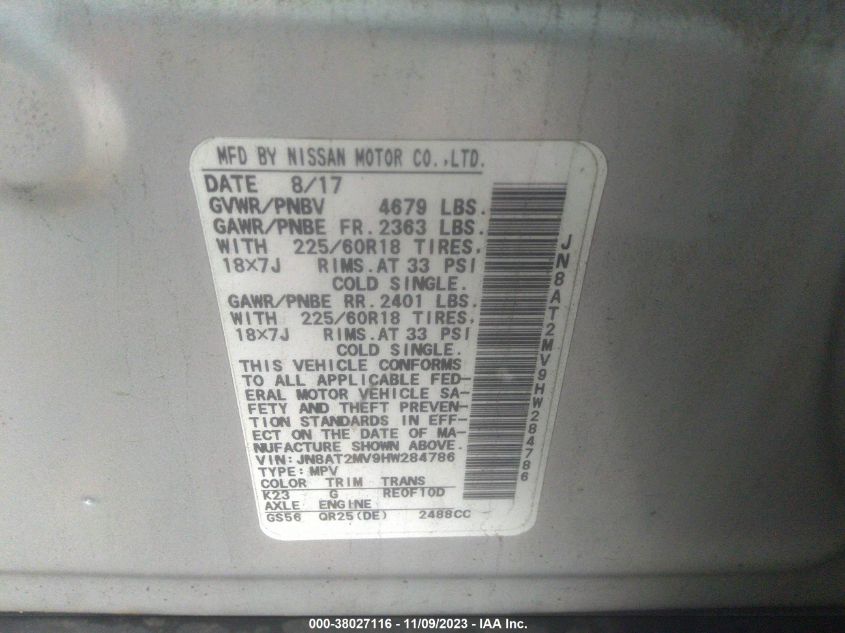 MFD BY NISSAN MOTOR CO.,LTD.
DATE 8/17
GVWR/PNBV 4679 LBS.
GAWR/PNBE FR. 2363 LBS.
WITH 225/60R18 TIRES.
18×7J RIMS.AT 33 PSI
COLD SINGLE.
GAWR/PNBE RR. 2401 LBS.
WITH 225/60R18 TIRES.
18×7J RIMS.AT 33 PSI
COLD SINGLE.
THIS VEHICLE CONFORMS
TO ALL APPLICABLE FED-
ERAL MOTOR VEHICLE SA-
FETY AND THEFT PREVEN-
TION STANDARDS IN EFF-
ECT ON THE DATE OF MA-
NUFACTURE SHOWN ABOVE.
VIN: JN8AT2MV9HW284786
TYPE: MPV
COLOR TRIM TRANS
K23 G RE0F10D
AXLE ENGINE
GS56 QR25(DE) 2488CC
JN8AT2MV9HW284786
000-38027116 - 11/09/2023 - IAA Inc.